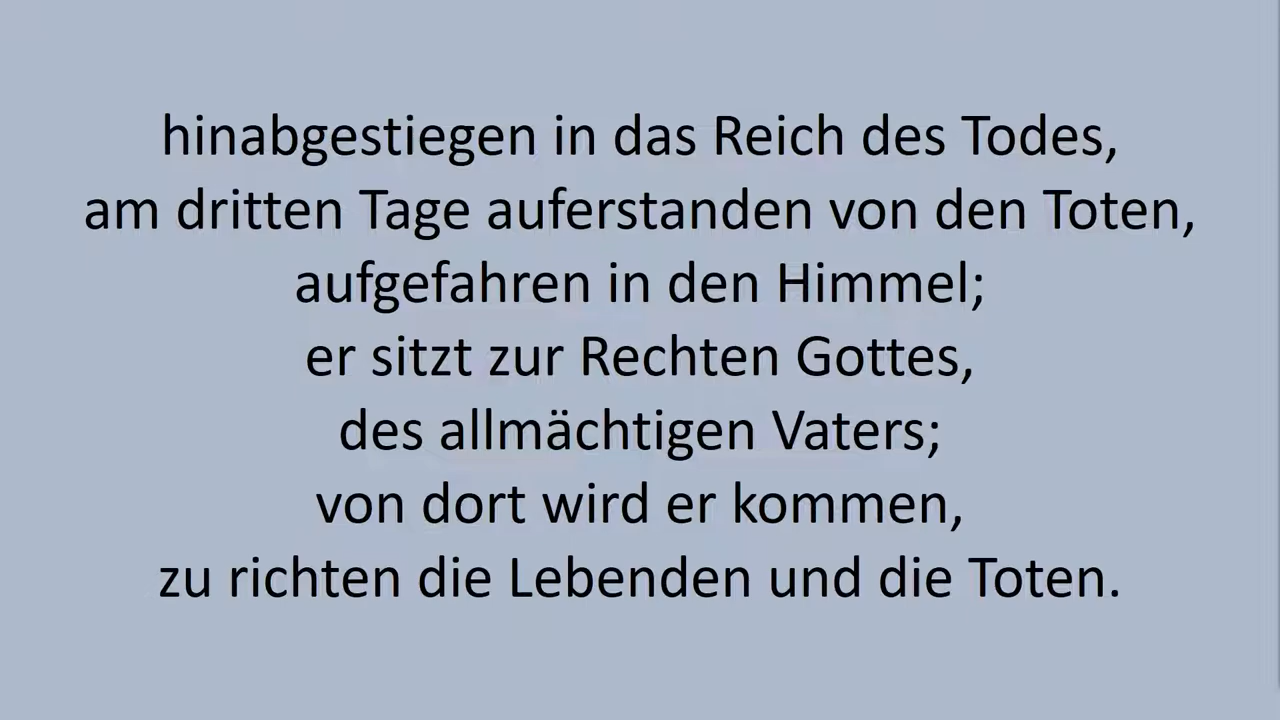 hinabgestiegen in das Reich des Todes,
am dritten Tage auferstanden von den Toten,
aufgefahren in den Himmel;
er sitzt zur Rechten Gottes,
des allmächtigen Vaters;
von dort wird er kommen,
zu richten die Lebenden und die Toten.